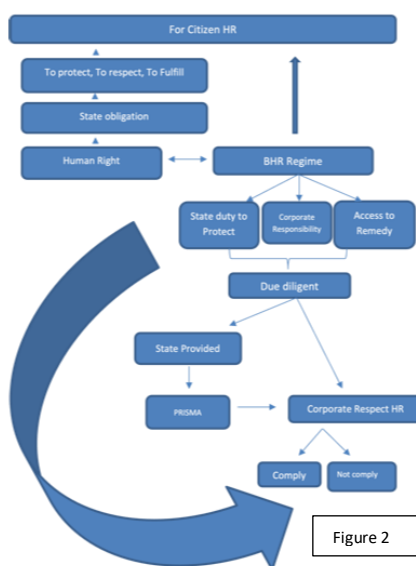 For Citizen HR
To protect, To respect, To Fulfill
State obligation
Human Right
BHR Regime
State duty to
Protect
Corporate
Responsibility
Access to
Remedy
Due diligent
State Provided
PRISMA
Corporate Respect HR
Comply
Not comply
Figure 2